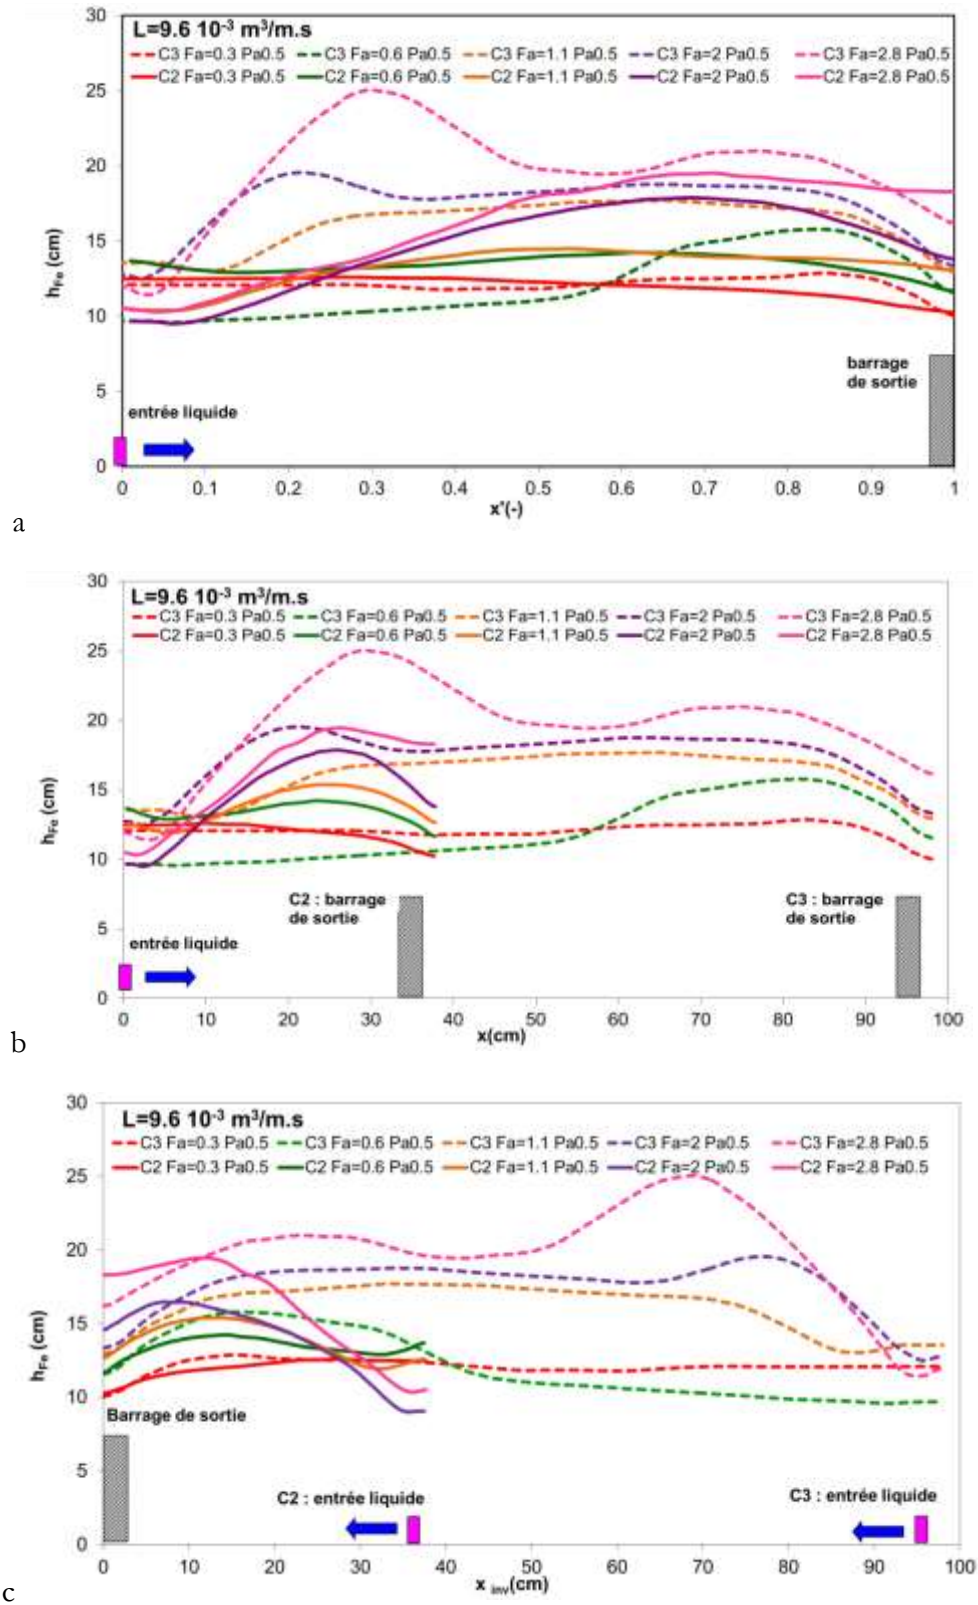 30
L=9.6 10-3 m3/m.s
C3 Fa=0.3 Pa0.5 C3 Fa=0.6 Pa0.5 C3 Fa=1.1 Pa0.5 C3 Fa=2 Pa0.5 C3 Fa=2.8 Pa0.5
C2 Fa=0.3 Pa0.5 C2 Fa=0.6 Pa0.5 C2 Fa=1.1 Pa0.5 C2 Fa=2 Pa0.5 C2 Fa=2.8 Pa0.5
25
20
15
hFe (cm)
10
barrage
de sortie
5
entrée liquide
0
0 0.1 0.2 0.3 0.4 0.5 0.6 0.7 0.8 0.9 1
x'(-)
a
30
L=9.6 10-3 m3/m.s
C3 Fa=0.3 Pa0.5 C3 Fa=0.6 Pa0.5 C3 Fa=1.1 Pa0.5 C3 Fa=2 Pa0.5 C3 Fa=2.8 Pa0.5
C2 Fa=0.3 Pa0.5 C2 Fa=0.6 Pa0.5 C2 Fa=1.1 Pa0.5 C2 Fa=2 Pa0.5 C2 Fa=2.8 Pa0.5
25
20
15
hFe (cm)
10
C2 : barrage
de sortie
C3 : barrage
de sortie
5
entrée liquide
0
0 10 20 30 40 50 60 70 80 90 100
x(cm)
b
30
L=9.6 10-3 m3/m.s
C3 Fa=0.3 Pa0.5 C3 Fa=0.6 Pa0.5 C3 Fa=1.1 Pa0.5 C3 Fa=2 Pa0.5 C3 Fa=2.8 Pa0.5
C2 Fa=0.3 Pa0.5 C2 Fa=0.6 Pa0.5 C2 Fa=1.1 Pa0.5 C2 Fa=2 Pa0.5 C2 Fa=2.8 Pa0.5
25
20
15
hFe (cm)
10
Barrage de sortie
5
C2 : entrée liquide
C3 : entrée liquide
0
0 10 20 30 40 50 60 70 80 90 100
x inv(cm)
c